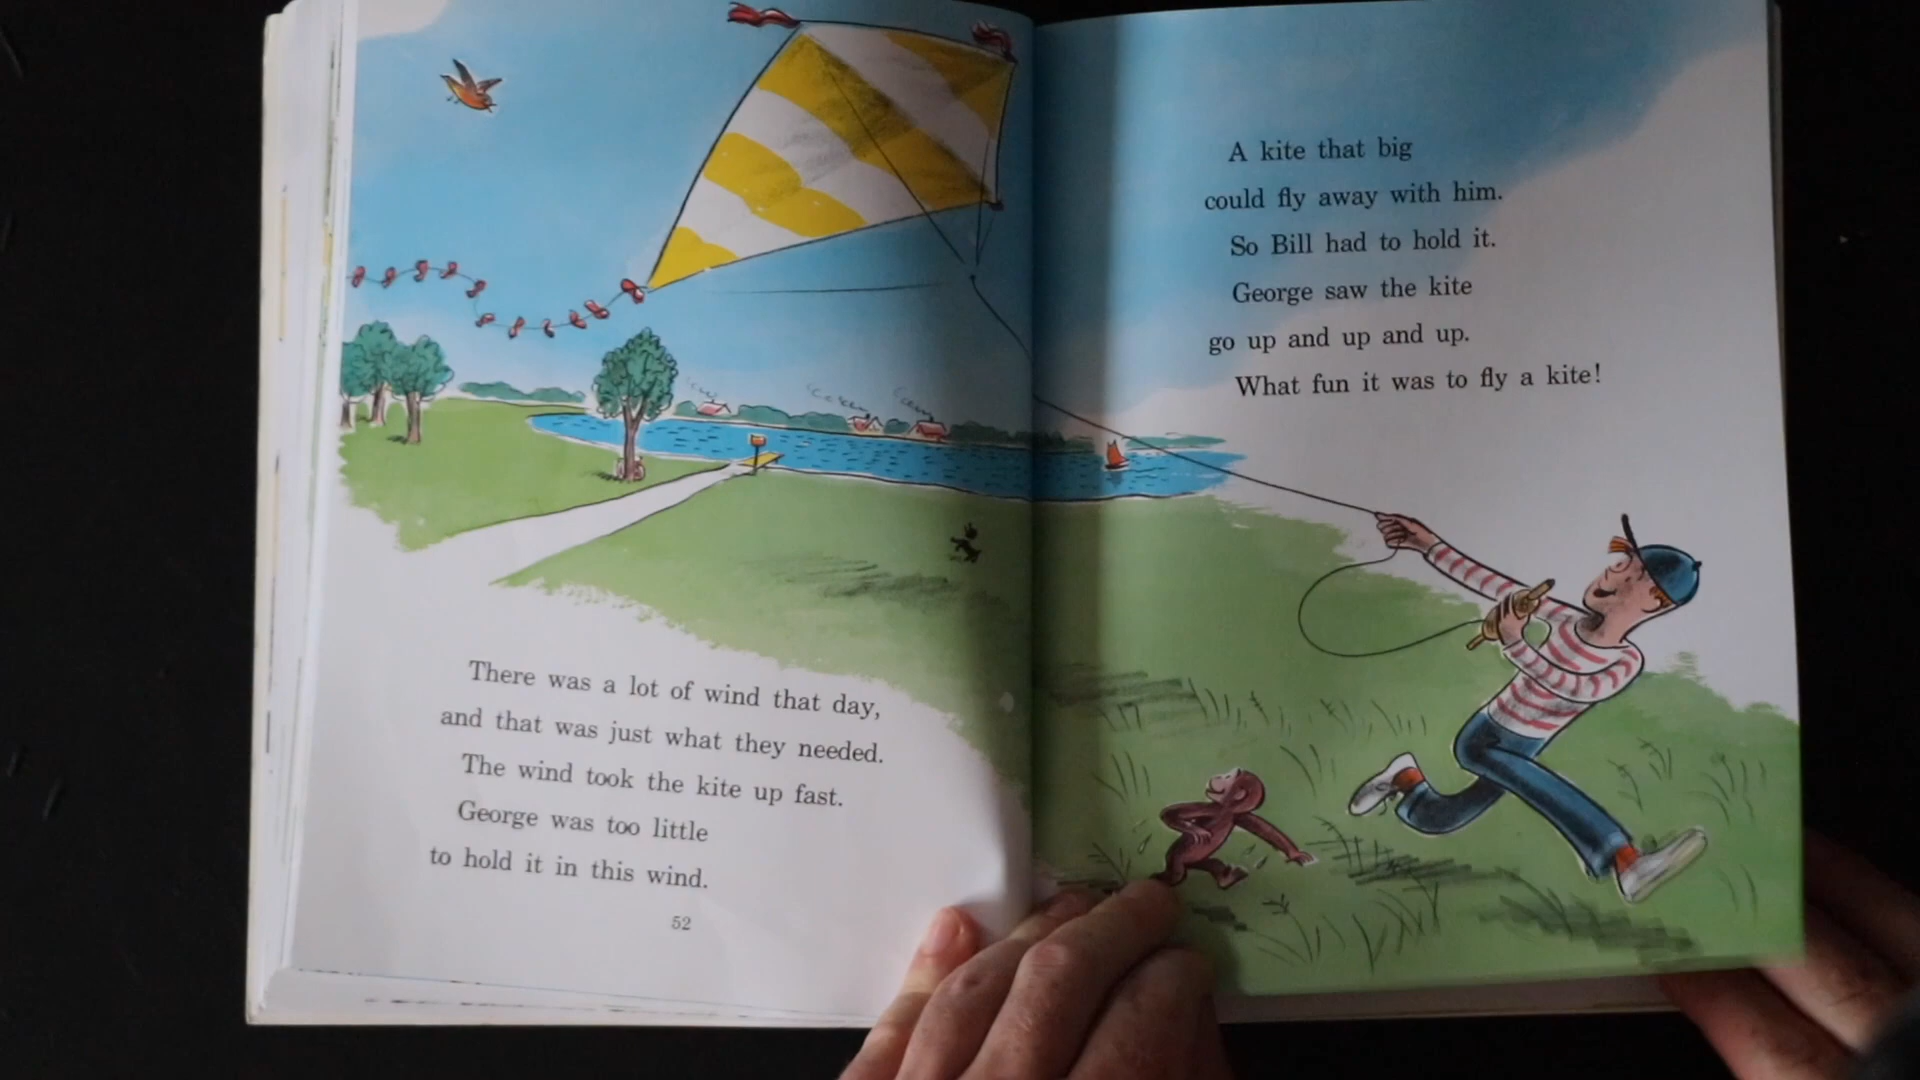 There was a lot of wind that day,
and that was just what they needed.
The wind took the kite up fast.
George was too little
to hold it in this wind.
52
A kite that big
could fly away with him.
So Bill had to hold it.
George saw the kite
go up and up and up.
What fun it was to fly a kite!